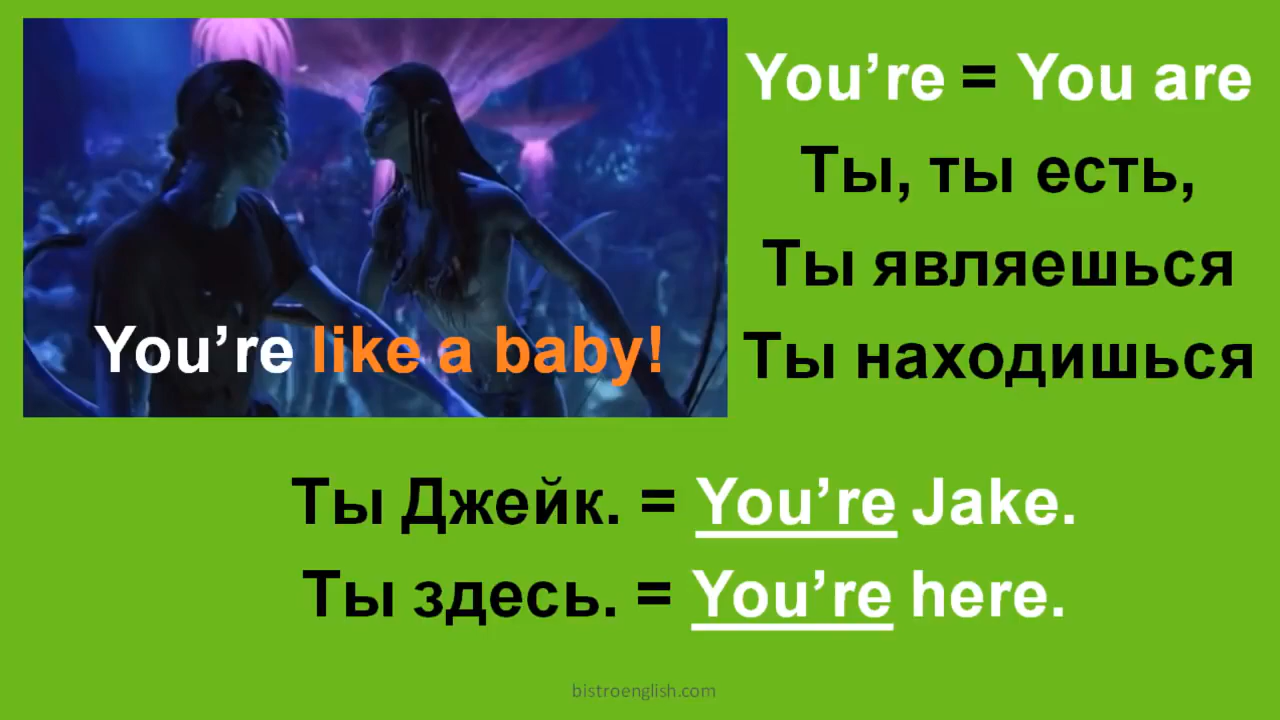 You're like a baby!
You're = You are
Ты, ты есть,
Ты являешься
Ты находишься
Ты Джейк. = You're Jake.
Ты здесь. = You're here.
bistroenglish.com